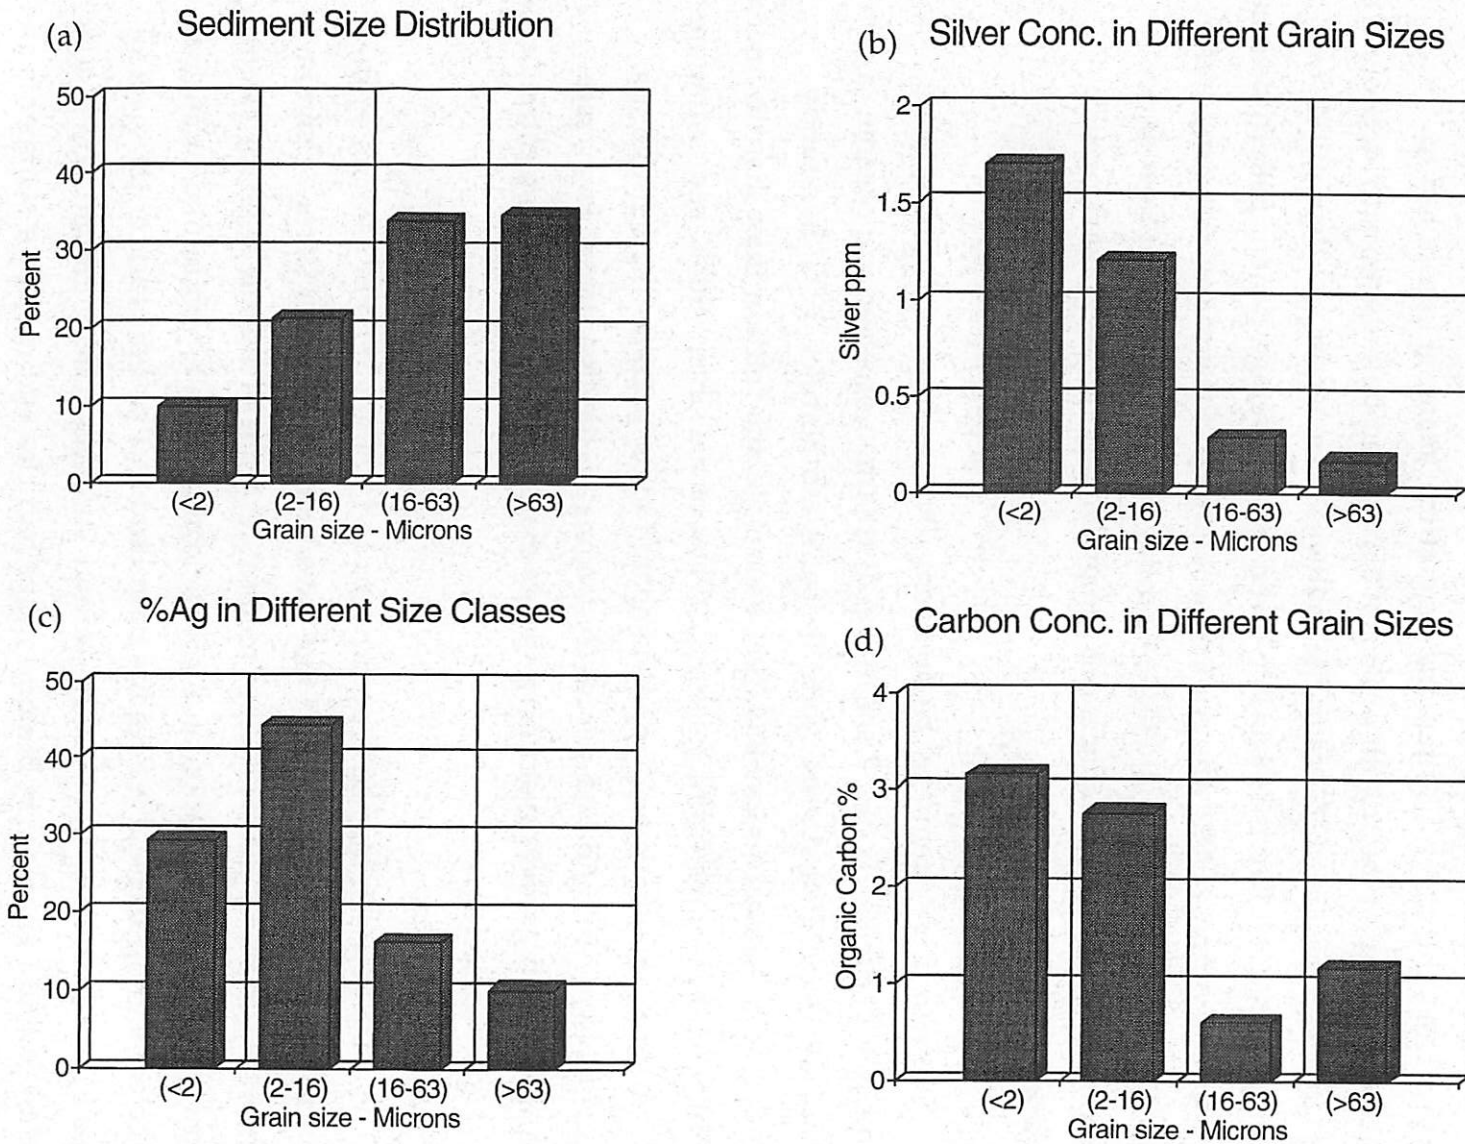 (a)
Sediment Size Distribution
50
40
30
20
10
0
Percent
(<2) (2-16) (16-63) (>63)
Grain size - Microns
(b)
Silver Conc. in Different Grain Sizes
2
1.5
1
0.5
0
Silver ppm
(<2) (2-16) (16-63) (>63)
Grain size - Microns
(c)
%Ag in Different Size Classes
50
40
30
20
10
0
Percent
(<2) (2-16) (16-63) (>63)
Grain size - Microns
(d)
Carbon Conc. in Different Grain Sizes
4
3
2
1
0
Organic Carbon %
(<2) (2-16) (16-63) (>63)
Grain size - Microns